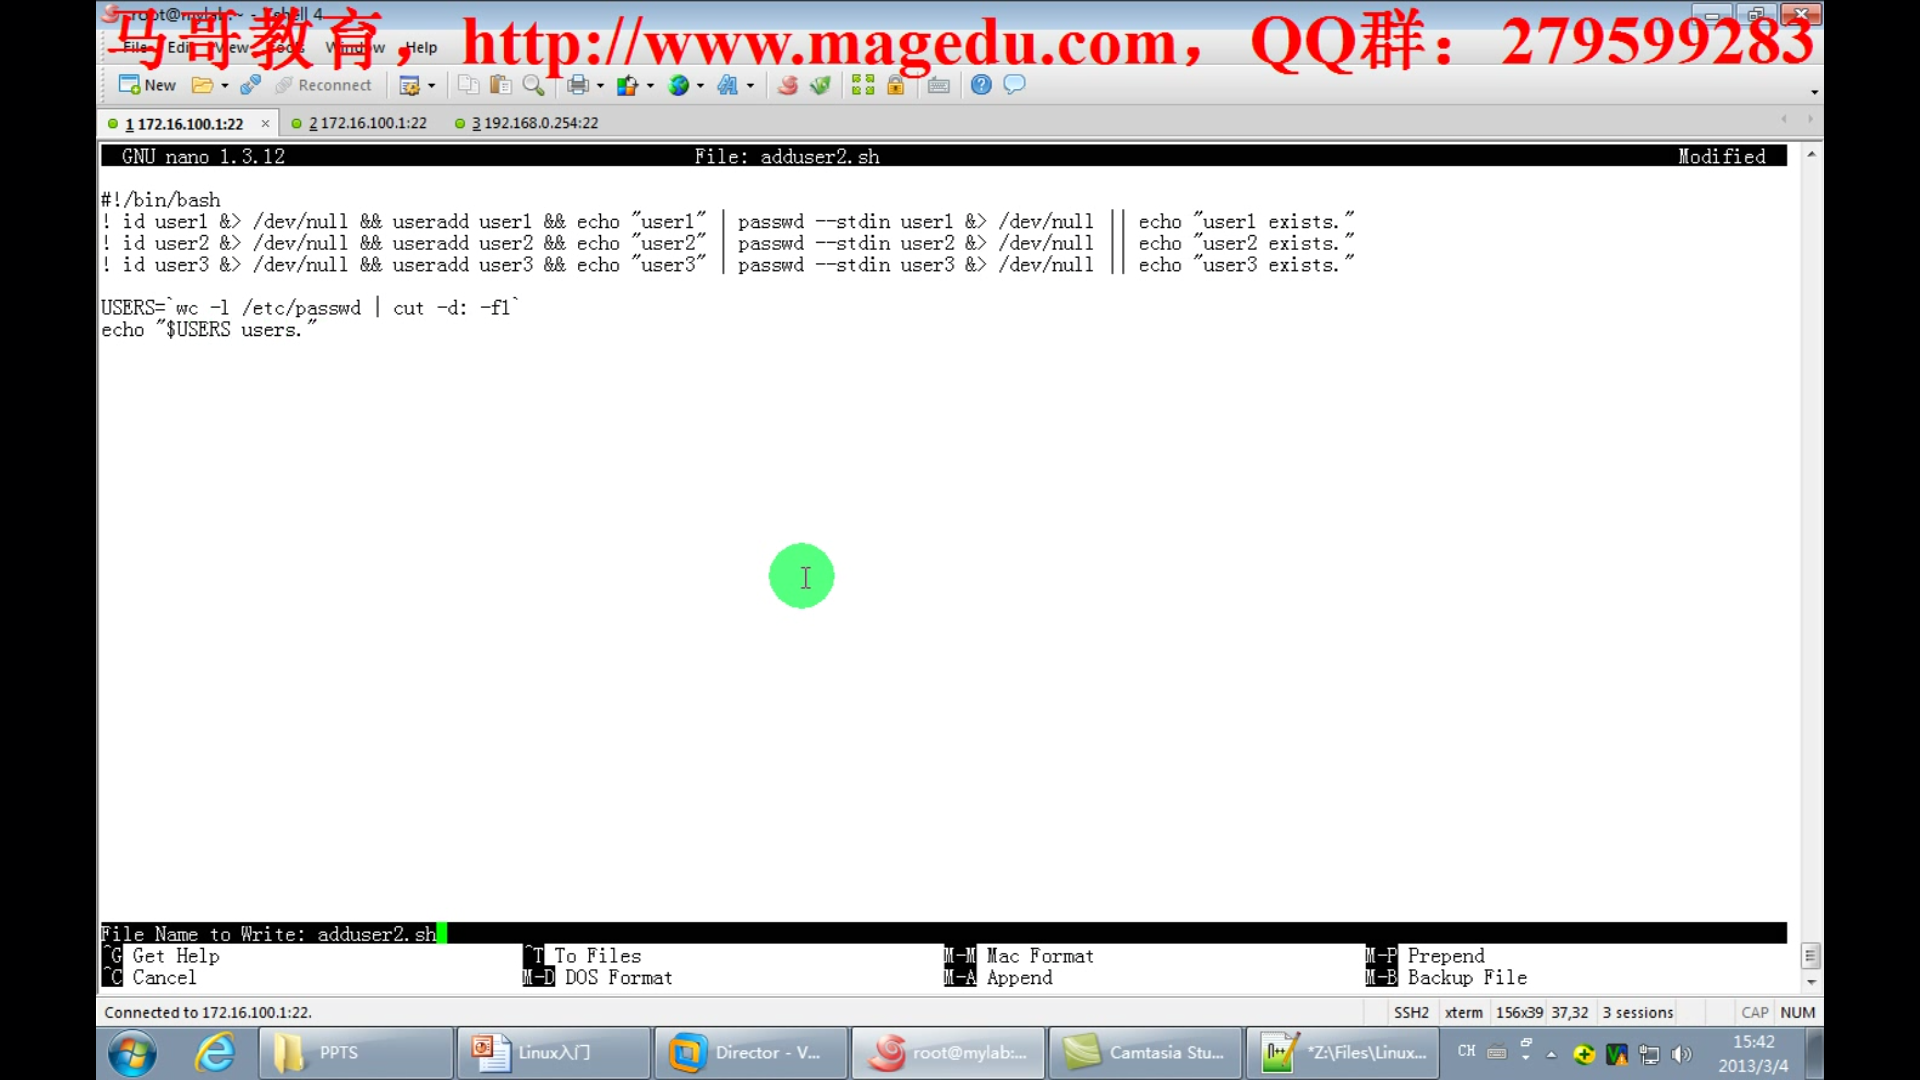 root@mylab:~ - Xshell 4
马哥教育，http://www.magedu.com，QQ群：279599283
File Edit View Tools Window Help
New Reconnect
1 172.16.100.1:22 2 172.16.100.1:22 3 192.168.0.254:22
GNU nano 1.3.12 File: adduser2.sh Modified
#!/bin/bash
! id user1 &> /dev/null && useradd user1 && echo "user1" | passwd --stdin user1 &> /dev/null || echo "user1 exists."
! id user2 &> /dev/null && useradd user2 && echo "user2" | passwd --stdin user2 &> /dev/null || echo "user2 exists."
! id user3 &> /dev/null && useradd user3 && echo "user3" | passwd --stdin user3 &> /dev/null || echo "user3 exists."
USERS=`wc -l /etc/passwd | cut -d: -f1`
echo "$USERS users."
File Name to Write: adduser2.sh
^G Get Help ^T To Files M-M Mac Format M-P Prepend
^C Cancel M-D DOS Format M-A Append M-B Backup File
Connected to 172.16.100.1:22. SSH2 xterm 156x39 37,32 3 sessions CAP NUM
PPTS Linux入门 Director - V... root@mylab:... Camtasia Stu... *Z:\Files\Linux... CH 15:42
2013/3/4